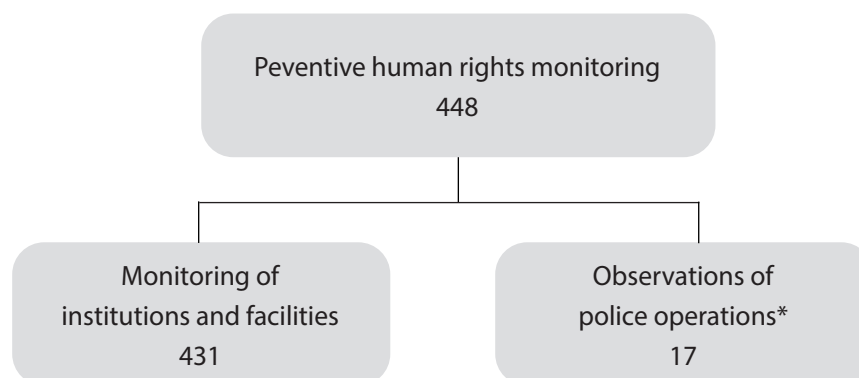 Peventive human rights monitoring
448
Monitoring of
institutions and facilities
431
Observations of
police operations*
17